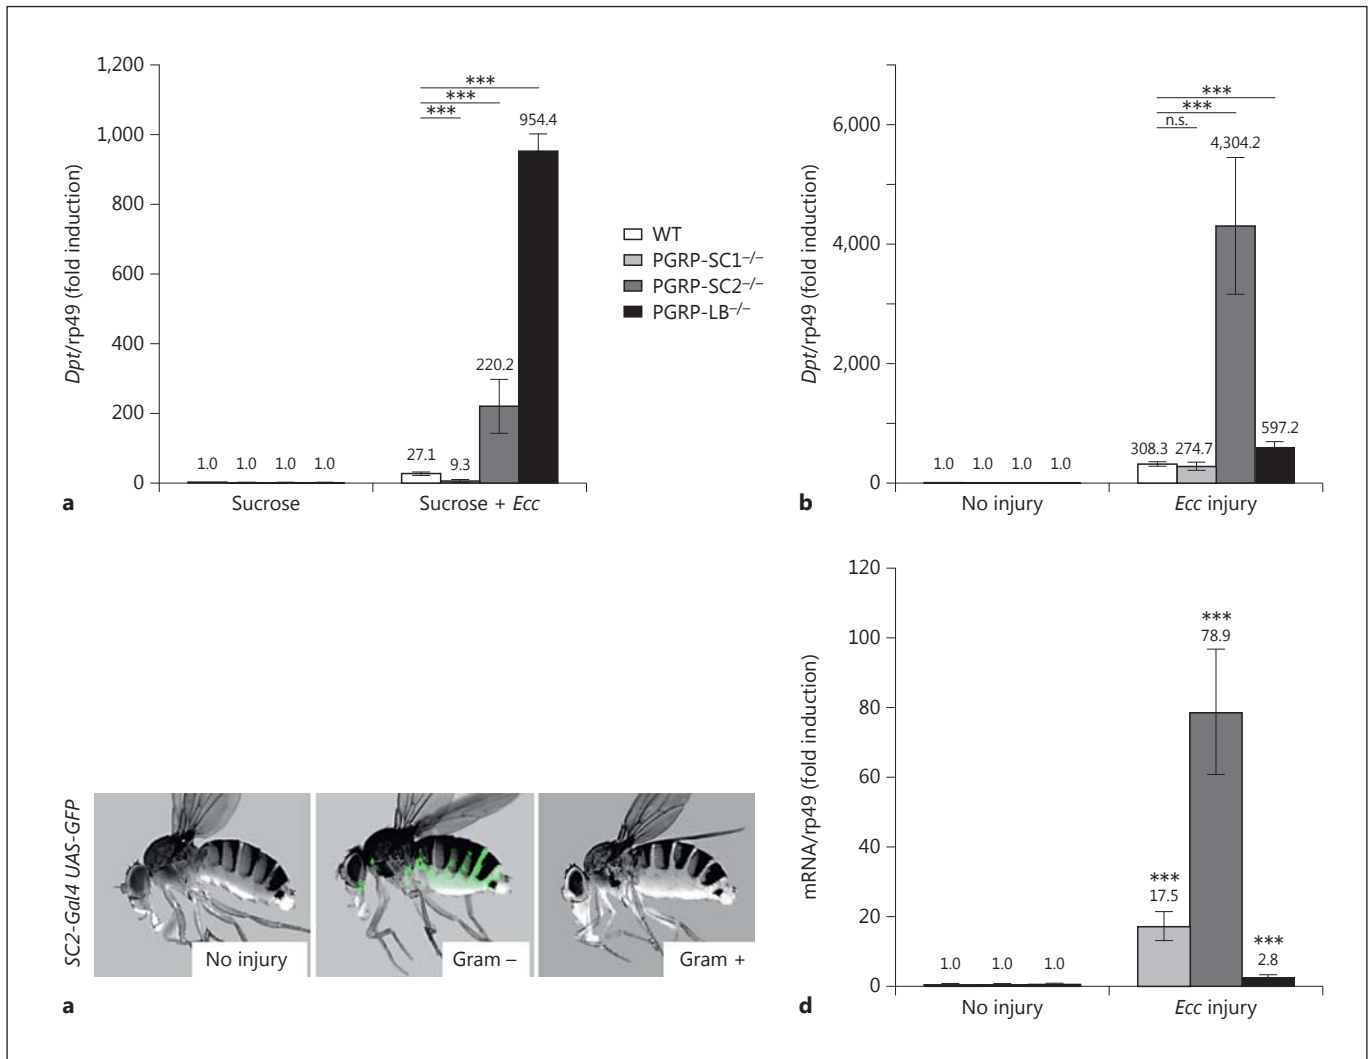 1,200
1,000
800
600
400
200
0
Dpt/rp49 (fold induction)
***
***
***
954.4
220.2
27.1
9.3
1.0 1.0 1.0 1.0
Sucrose
Sucrose + Ecc
a
WT
PGRP-SC1–/–
PGRP-SC2–/–
PGRP-LB–/–
6,000
4,000
2,000
0
Dpt/rp49 (fold induction)
***
***
n.s.
4,304.2
308.3 274.7
597.2
1.0 1.0 1.0 1.0
No injury
Ecc injury
b
SC2-Gal4 UAS-GFP
No injury
Gram –
Gram +
a
120
100
80
60
40
20
0
mRNA/rp49 (fold induction)
***
78.9
***
17.5
***
2.8
1.0 1.0 1.0
No injury
Ecc injury
d